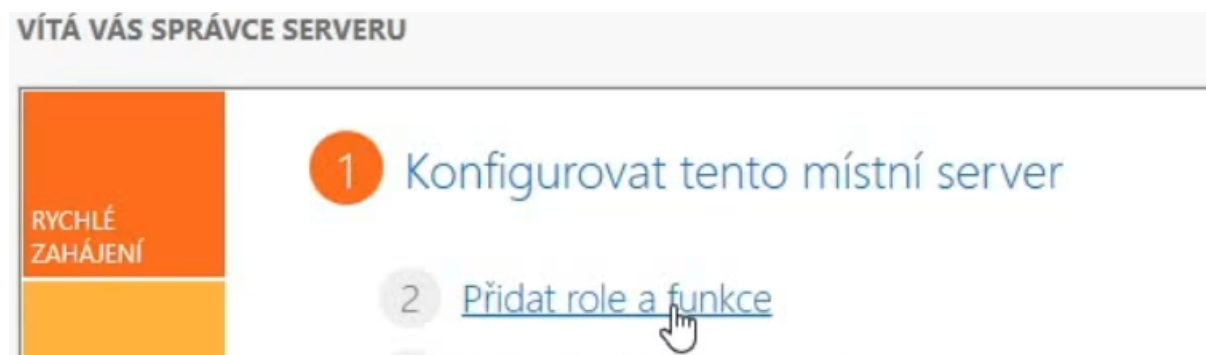 VÍTÁ VÁS SPRÁVCE SERVERU
1 Konfigurovat tento místní server
RYCHLÉ
ZAHÁJENÍ
2 Přidat role a funkce